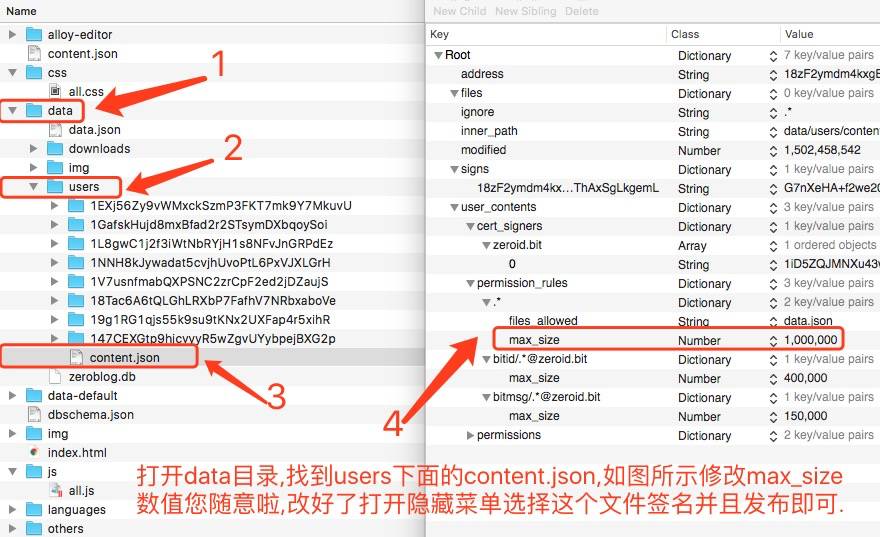 Name
alloy-editor
content.json
css
all.css
data
data.json
downloads
img
users
1EXj56Zy9vWMxckSzmP3FKT7mk9Y7MkuvU
1GafskHujd8mxBfad2r2STsymDXbqoySoi
1L8gwC1j2f3iWtNbRYjH1s8NFvJnGRPdEz
1NNH8kJywadat5cvjhUvoPtL6PxVJXLGrH
1V7usnfmabQXPSNC2zrCpF2ed2jDZaujS
18Tac6A6tQLGhLRXbP7FafhV7NRbxaboVe
19g1RG1qjs55k9su9tKNx2UXFap4r5xihR
147CEXGtp9hicvyyR5wZgvUYybpejBXG2p
content.json
zeroblog.db
data-default
dbschema.json
img
index.html
js
all.js
languages
others
1
2
3
New Child New Sibling Delete
Key Class Value
Root Dictionary 7 key/value pairs
address String 18zF2ymdm4kxgE
files Dictionary 0 key/value pairs
ignore String .*
inner_path String data/users/conten
modified Number 1,502,458,542
signs Dictionary 1 key/value pairs
18zF2ymdm4kx...ThAxSgLkgemL String G7nXeHA+f2we20
user_contents Dictionary 3 key/value pairs
cert_signers Dictionary 1 key/value pairs
zeroid.bit Array 1 ordered objects
0 String 1iD5ZQJMNXu43w
permission_rules Dictionary 3 key/value pairs
.* Dictionary 2 key/value pairs
files_allowed String data.json
max_size Number 1,000,000
bitid/.*@zeroid.bit Dictionary 1 key/value pairs
max_size Number 400,000
bitmsg/.*@zeroid.bit Dictionary 1 key/value pairs
max_size Number 150,000
permissions Dictionary 2 key/value pairs
4
打开data目录,找到users下面的content.json,如图所示修改max_size
数值您随意啦,改好了打开隐藏菜单选择这个文件签名并且发布即可.